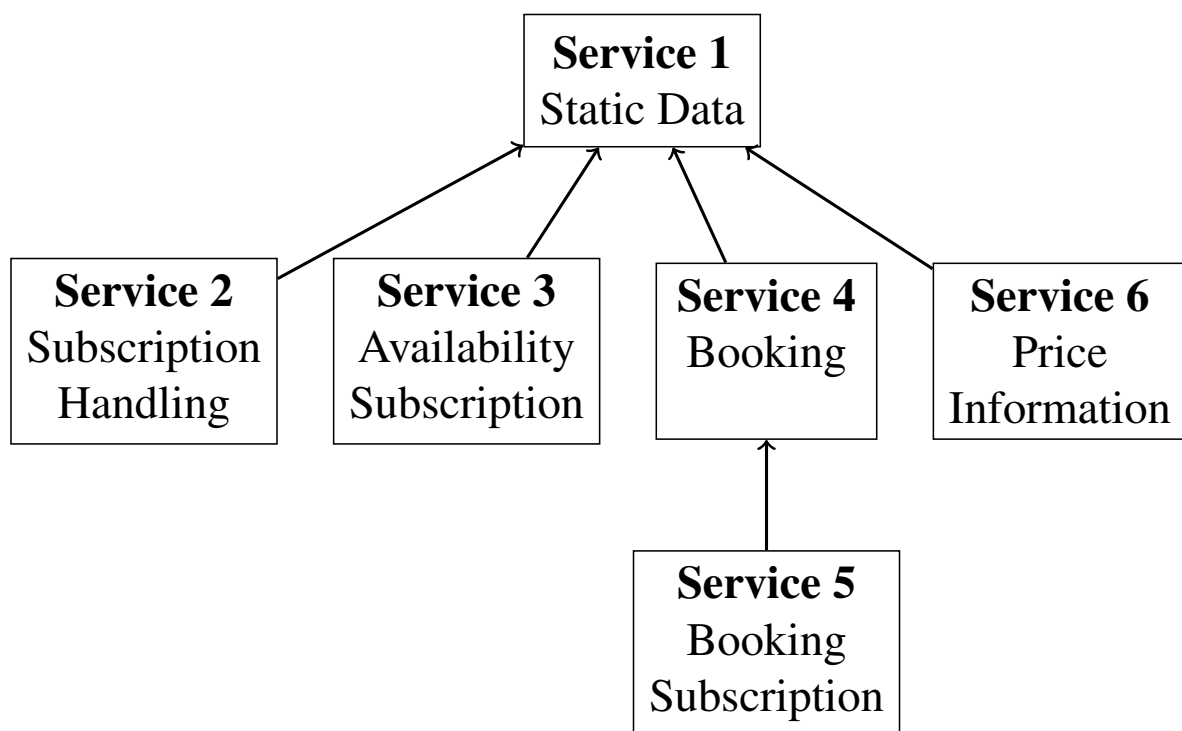 Service 1
Static Data
Service 2
Subscription
Handling
Service 3
Availability
Subscription
Service 4
Booking
Service 6
Price
Information
Service 5
Booking
Subscription